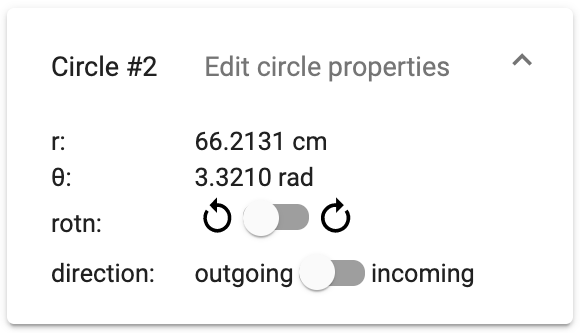 Circle #2 Edit circle properties
r: 66.2131 cm
θ: 3.3210 rad
rotn:
direction: outgoing incoming